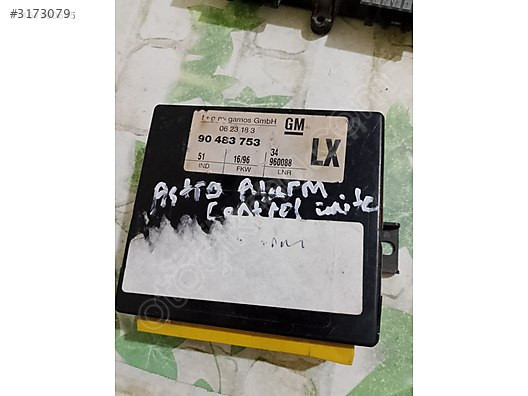 #3173079
gamos GmbH
GM
06 23 18 3
90 483 753
LX
51 16/96 34 960088
IND FKW LNR
Astra Alarm
Control unite